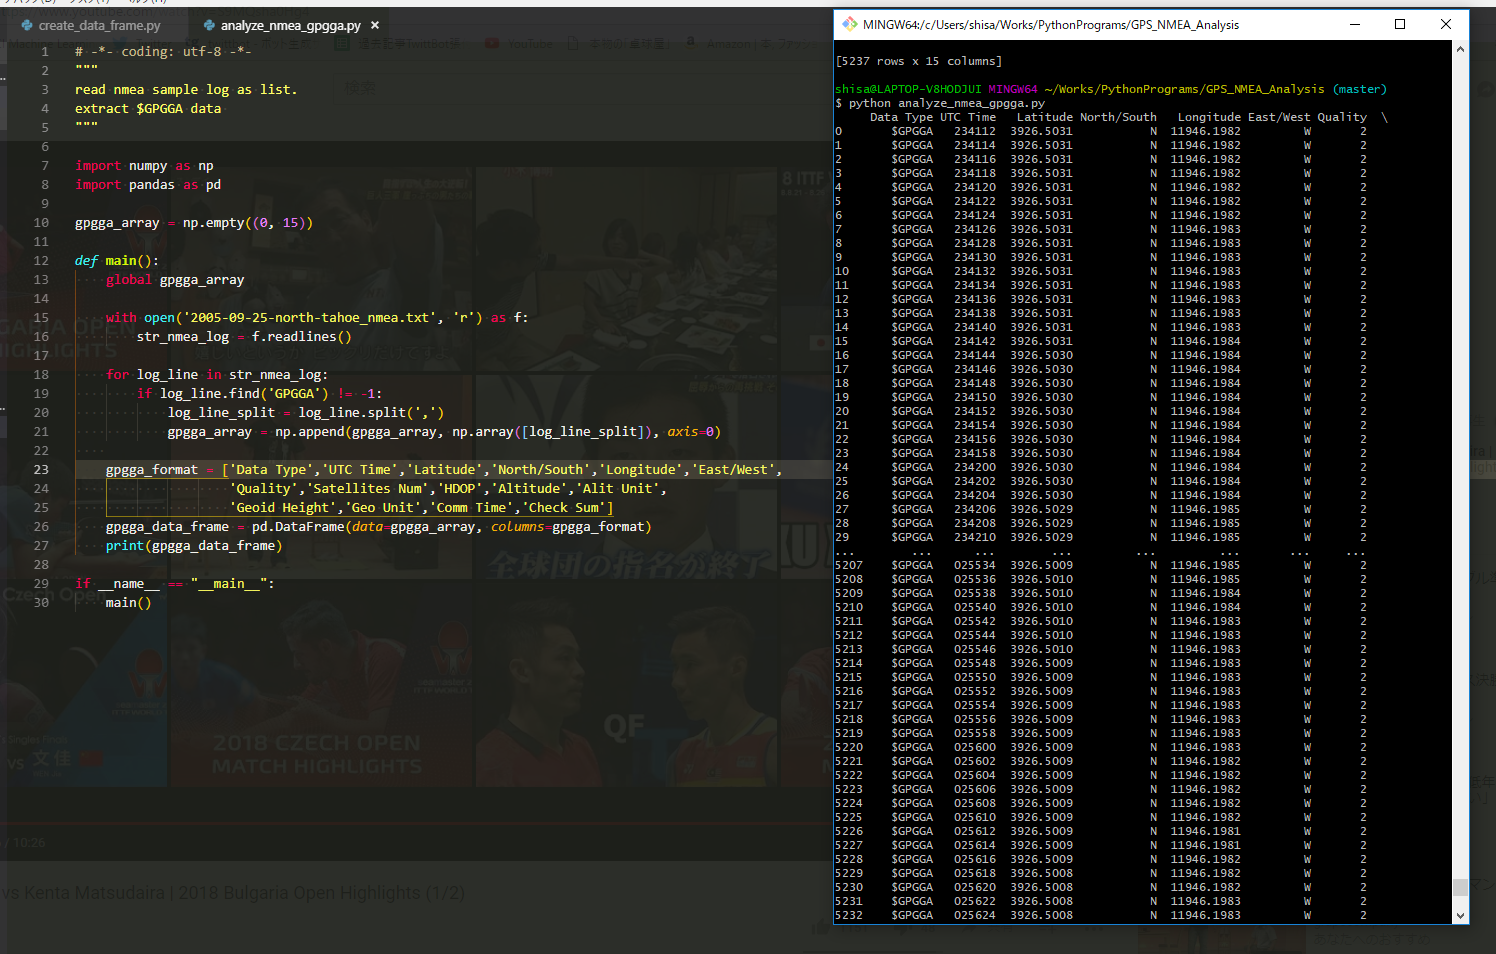 create_data_frame.py
analyze_nmea_gpgga.py ×
1 # -*- coding: utf-8 -*-
2 """
3 read nmea sample log as list.
4 extract $GPGGA data
5 """
6
7 import numpy as np
8 import pandas as pd
9
10 gpgga_array = np.empty((0, 15))
11
12 def main():
13 global gpgga_array
14
15 with open('2005-09-25-north-tahoe_nmea.txt', 'r') as f:
16 str_nmea_log = f.readlines()
17
18 for log_line in str_nmea_log:
19 if log_line.find('GPGGA') != -1:
20 log_line_split = log_line.split(',')
21 gpgga_array = np.append(gpgga_array, np.array([log_line_split]), axis=0)
22
23 gpgga_format = ['Data Type','UTC Time','Latitude','North/South','Longitude','East/West',
24 'Quality','Satellites Num','HDOP','Altitude','Alit Unit',
25 'Geoid Height','Geo Unit','Comm Time','Check Sum']
26 gpgga_data_frame = pd.DataFrame(data=gpgga_array, columns=gpgga_format)
27 print(gpgga_data_frame)
28
29 if __name__ == "__main__":
30 main()
全球団の指名が終了
QF
2018 CZECH OPEN
MATCH HIGHLIGHTS
vs 文佳
/ 10:26
vs Kenta Matsudaira | 2018 Bulgaria Open Highlights (1/2)
MINGW64:/c/Users/shisa/Works/PythonPrograms/GPS_NMEA_Analysis
[5237 rows x 15 columns]
shisa@LAPTOP-V8HODJUI MINGW64 ~/Works/PythonPrograms/GPS_NMEA_Analysis (master)
$ python analyze_nmea_gpgga.py
Data Type UTC Time Latitude North/South Longitude East/West Quality \
0 $GPGGA 234112 3926.5031 N 11946.1982 W 2
1 $GPGGA 234114 3926.5031 N 11946.1982 W 2
2 $GPGGA 234116 3926.5031 N 11946.1982 W 2
3 $GPGGA 234118 3926.5031 N 11946.1982 W 2
4 $GPGGA 234120 3926.5031 N 11946.1982 W 2
5 $GPGGA 234122 3926.5031 N 11946.1982 W 2
6 $GPGGA 234124 3926.5031 N 11946.1982 W 2
7 $GPGGA 234126 3926.5031 N 11946.1983 W 2
8 $GPGGA 234128 3926.5031 N 11946.1983 W 2
9 $GPGGA 234130 3926.5031 N 11946.1983 W 2
10 $GPGGA 234132 3926.5031 N 11946.1983 W 2
11 $GPGGA 234134 3926.5031 N 11946.1983 W 2
12 $GPGGA 234136 3926.5031 N 11946.1983 W 2
13 $GPGGA 234138 3926.5031 N 11946.1983 W 2
14 $GPGGA 234140 3926.5031 N 11946.1983 W 2
15 $GPGGA 234142 3926.5031 N 11946.1984 W 2
16 $GPGGA 234144 3926.5030 N 11946.1984 W 2
17 $GPGGA 234146 3926.5030 N 11946.1984 W 2
18 $GPGGA 234148 3926.5030 N 11946.1984 W 2
19 $GPGGA 234150 3926.5030 N 11946.1984 W 2
20 $GPGGA 234152 3926.5030 N 11946.1984 W 2
21 $GPGGA 234154 3926.5030 N 11946.1984 W 2
22 $GPGGA 234156 3926.5030 N 11946.1984 W 2
23 $GPGGA 234158 3926.5030 N 11946.1984 W 2
24 $GPGGA 234200 3926.5030 N 11946.1984 W 2
25 $GPGGA 234202 3926.5030 N 11946.1984 W 2
26 $GPGGA 234204 3926.5030 N 11946.1984 W 2
27 $GPGGA 234206 3926.5029 N 11946.1985 W 2
28 $GPGGA 234208 3926.5029 N 11946.1985 W 2
29 $GPGGA 234210 3926.5029 N 11946.1985 W 2
... ... ... ... ... ... ... ...
5207 $GPGGA 025534 3926.5009 N 11946.1985 W 2
5208 $GPGGA 025536 3926.5010 N 11946.1985 W 2
5209 $GPGGA 025538 3926.5010 N 11946.1984 W 2
5210 $GPGGA 025540 3926.5010 N 11946.1984 W 2
5211 $GPGGA 025542 3926.5010 N 11946.1983 W 2
5212 $GPGGA 025544 3926.5010 N 11946.1983 W 2
5213 $GPGGA 025546 3926.5010 N 11946.1983 W 2
5214 $GPGGA 025548 3926.5009 N 11946.1983 W 2
5215 $GPGGA 025550 3926.5009 N 11946.1983 W 2
5216 $GPGGA 025552 3926.5009 N 11946.1983 W 2
5217 $GPGGA 025554 3926.5009 N 11946.1983 W 2
5218 $GPGGA 025556 3926.5009 N 11946.1983 W 2
5219 $GPGGA 025558 3926.5009 N 11946.1983 W 2
5220 $GPGGA 025600 3926.5009 N 11946.1983 W 2
5221 $GPGGA 025602 3926.5009 N 11946.1982 W 2
5222 $GPGGA 025604 3926.5009 N 11946.1982 W 2
5223 $GPGGA 025606 3926.5009 N 11946.1982 W 2
5224 $GPGGA 025608 3926.5009 N 11946.1982 W 2
5225 $GPGGA 025610 3926.5009 N 11946.1982 W 2
5226 $GPGGA 025612 3926.5009 N 11946.1981 W 2
5227 $GPGGA 025614 3926.5009 N 11946.1981 W 2
5228 $GPGGA 025616 3926.5009 N 11946.1982 W 2
5229 $GPGGA 025618 3926.5008 N 11946.1982 W 2
5230 $GPGGA 025620 3926.5008 N 11946.1982 W 2
5231 $GPGGA 025622 3926.5008 N 11946.1983 W 2
5232 $GPGGA 025624 3926.5008 N 11946.1983 W 2